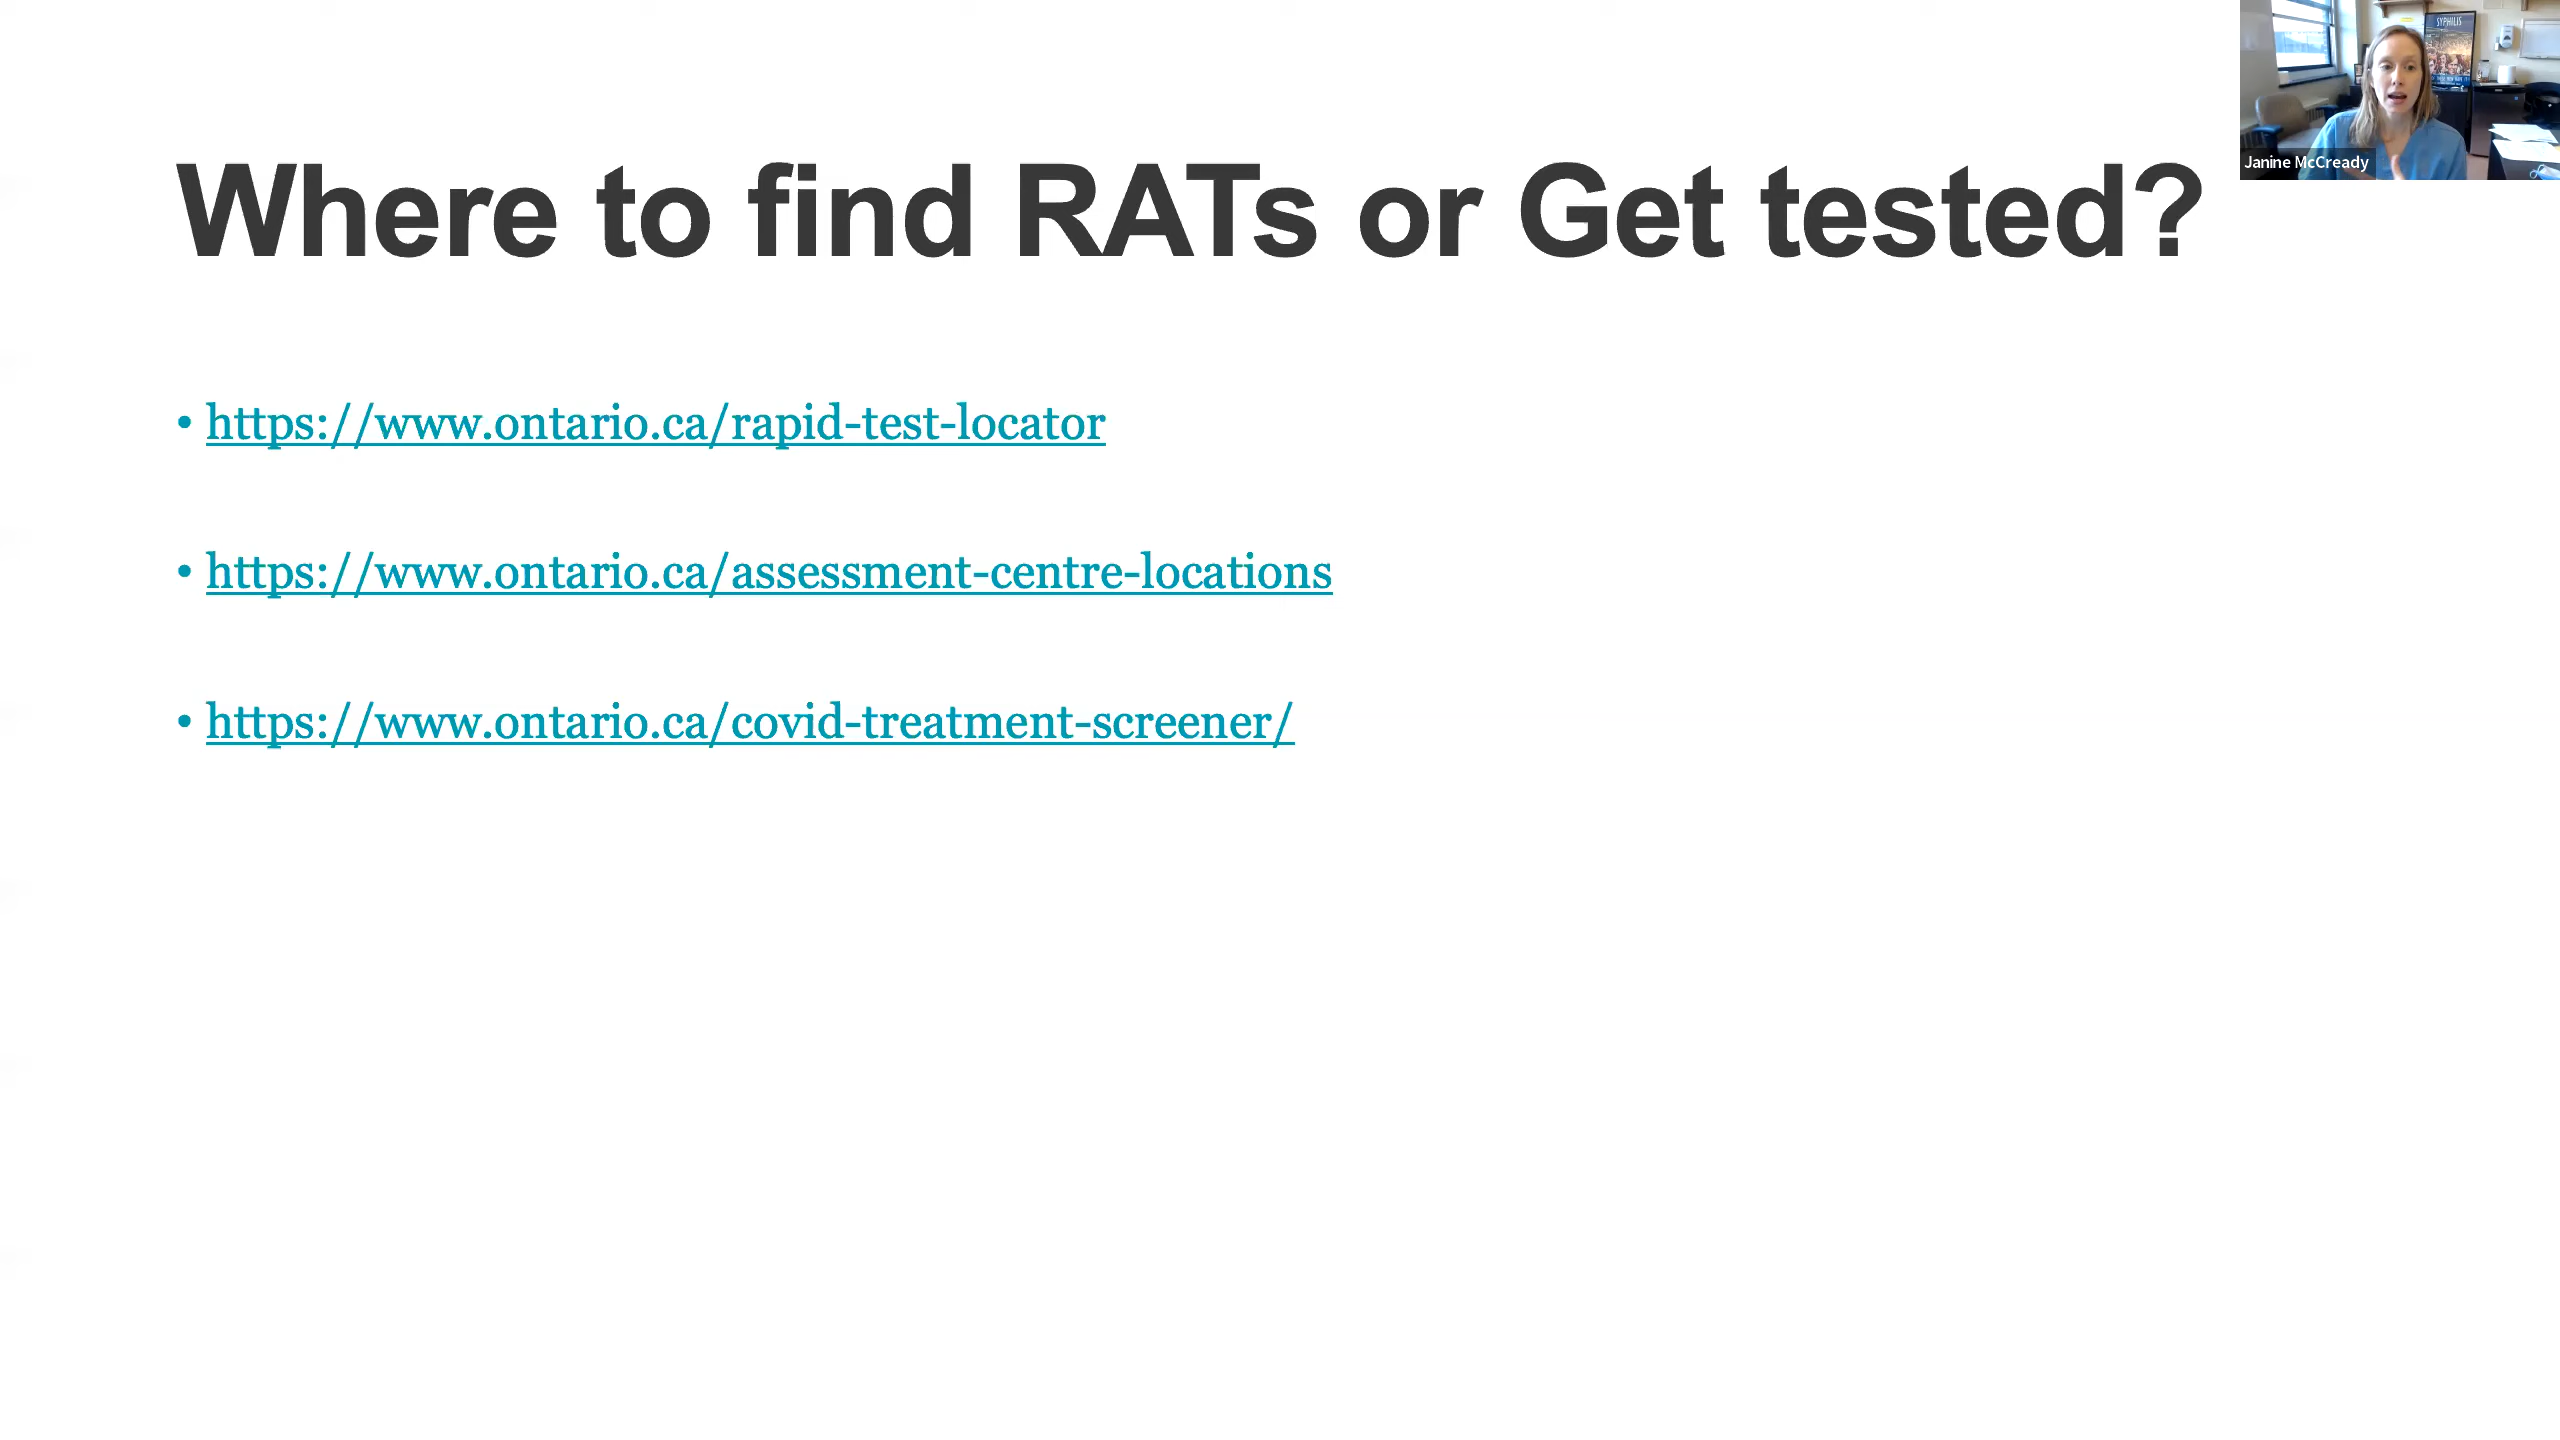 Where to find RATs or Get tested?
• https://www.ontario.ca/rapid-test-locator
• https://www.ontario.ca/assessment-centre-locations
• https://www.ontario.ca/covid-treatment-screener/
SYPHILIS
Janine McCready